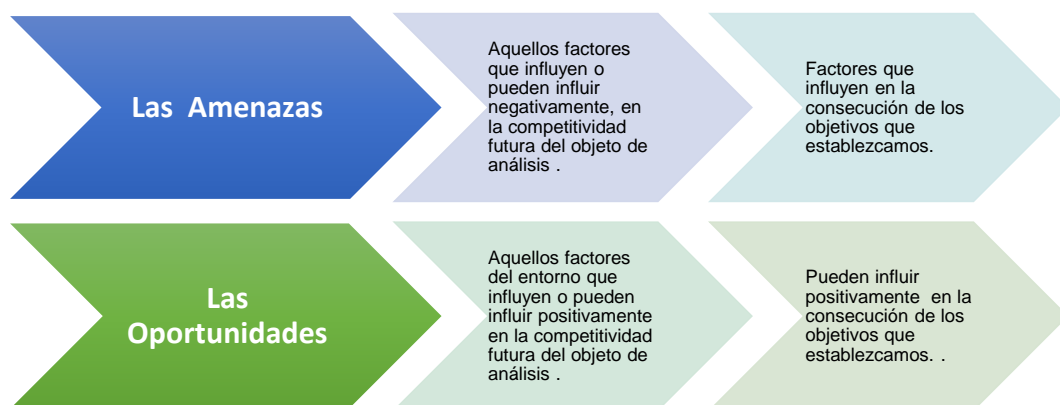 Las Amenazas
Aquellos factores
que influyen o
pueden influir
negativamente, en
la competitividad
futura del objeto de
análisis .
Factores que
influyen en la
consecución de los
objetivos que
establezcamos.
Las
Oportunidades
Aquellos factores
del entorno que
influyen o pueden
influir positivamente
en la competitividad
futura del objeto de
análisis .
Pueden influir
positivamente en la
consecución de los
objetivos que
establezcamos. .